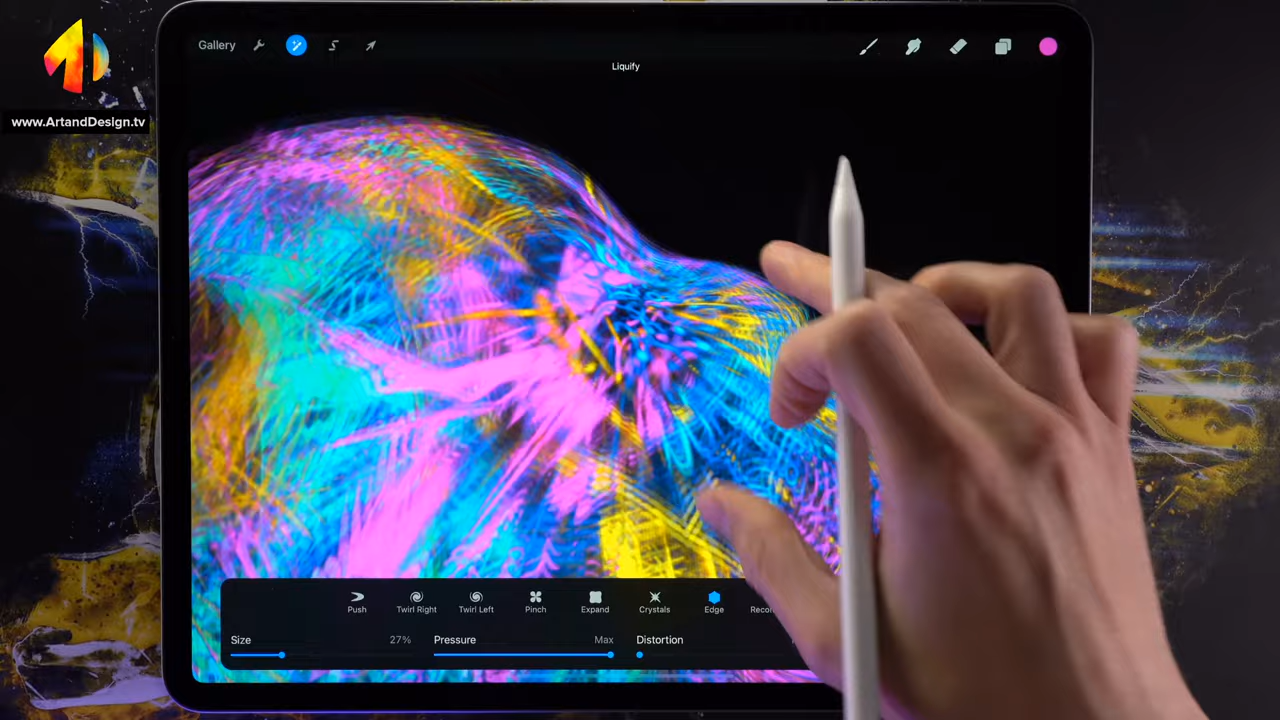 Gallery
Liquify
www.ArtandDesign.tv
Push
Twirl Right
Twirl Left
Pinch
Expand
Crystals
Edge
Size
27%
Pressure
Max
Distortion